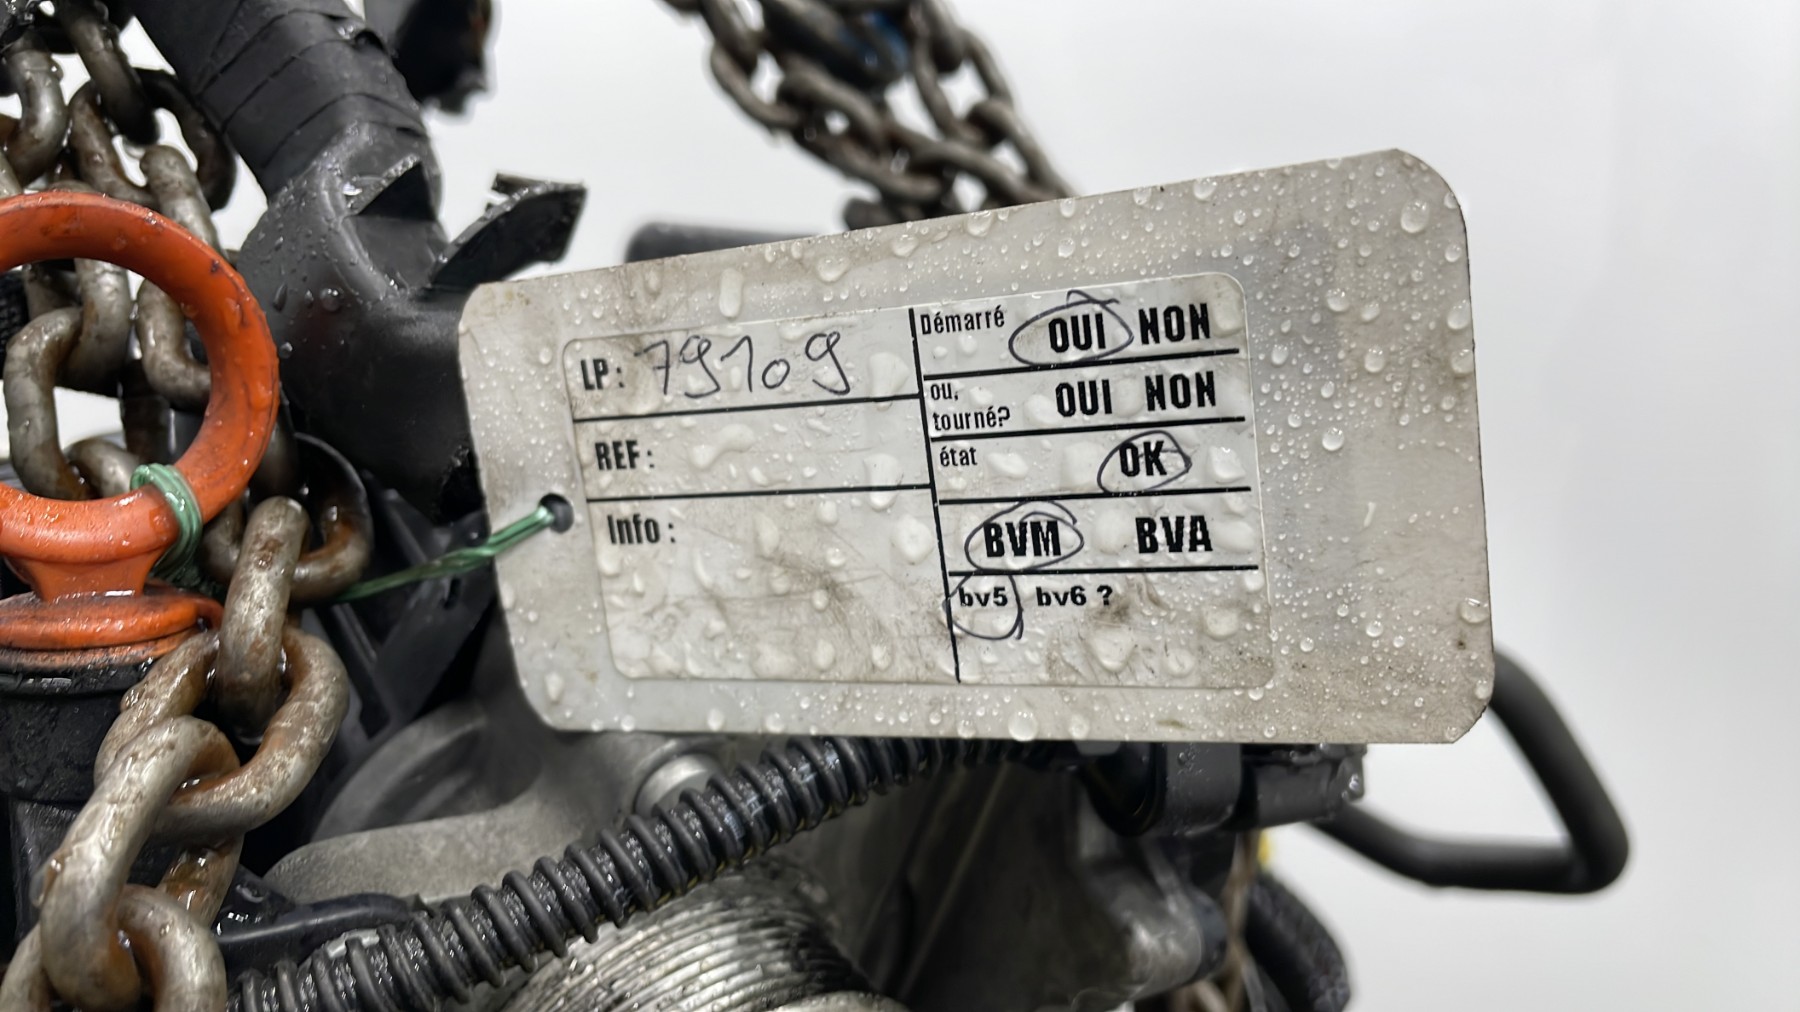 LP: 79109
REF:
Info:
Démarré OUI NON
ou, tourné? OUI NON
état OK
BVM BVA
bv5 bv6 ?